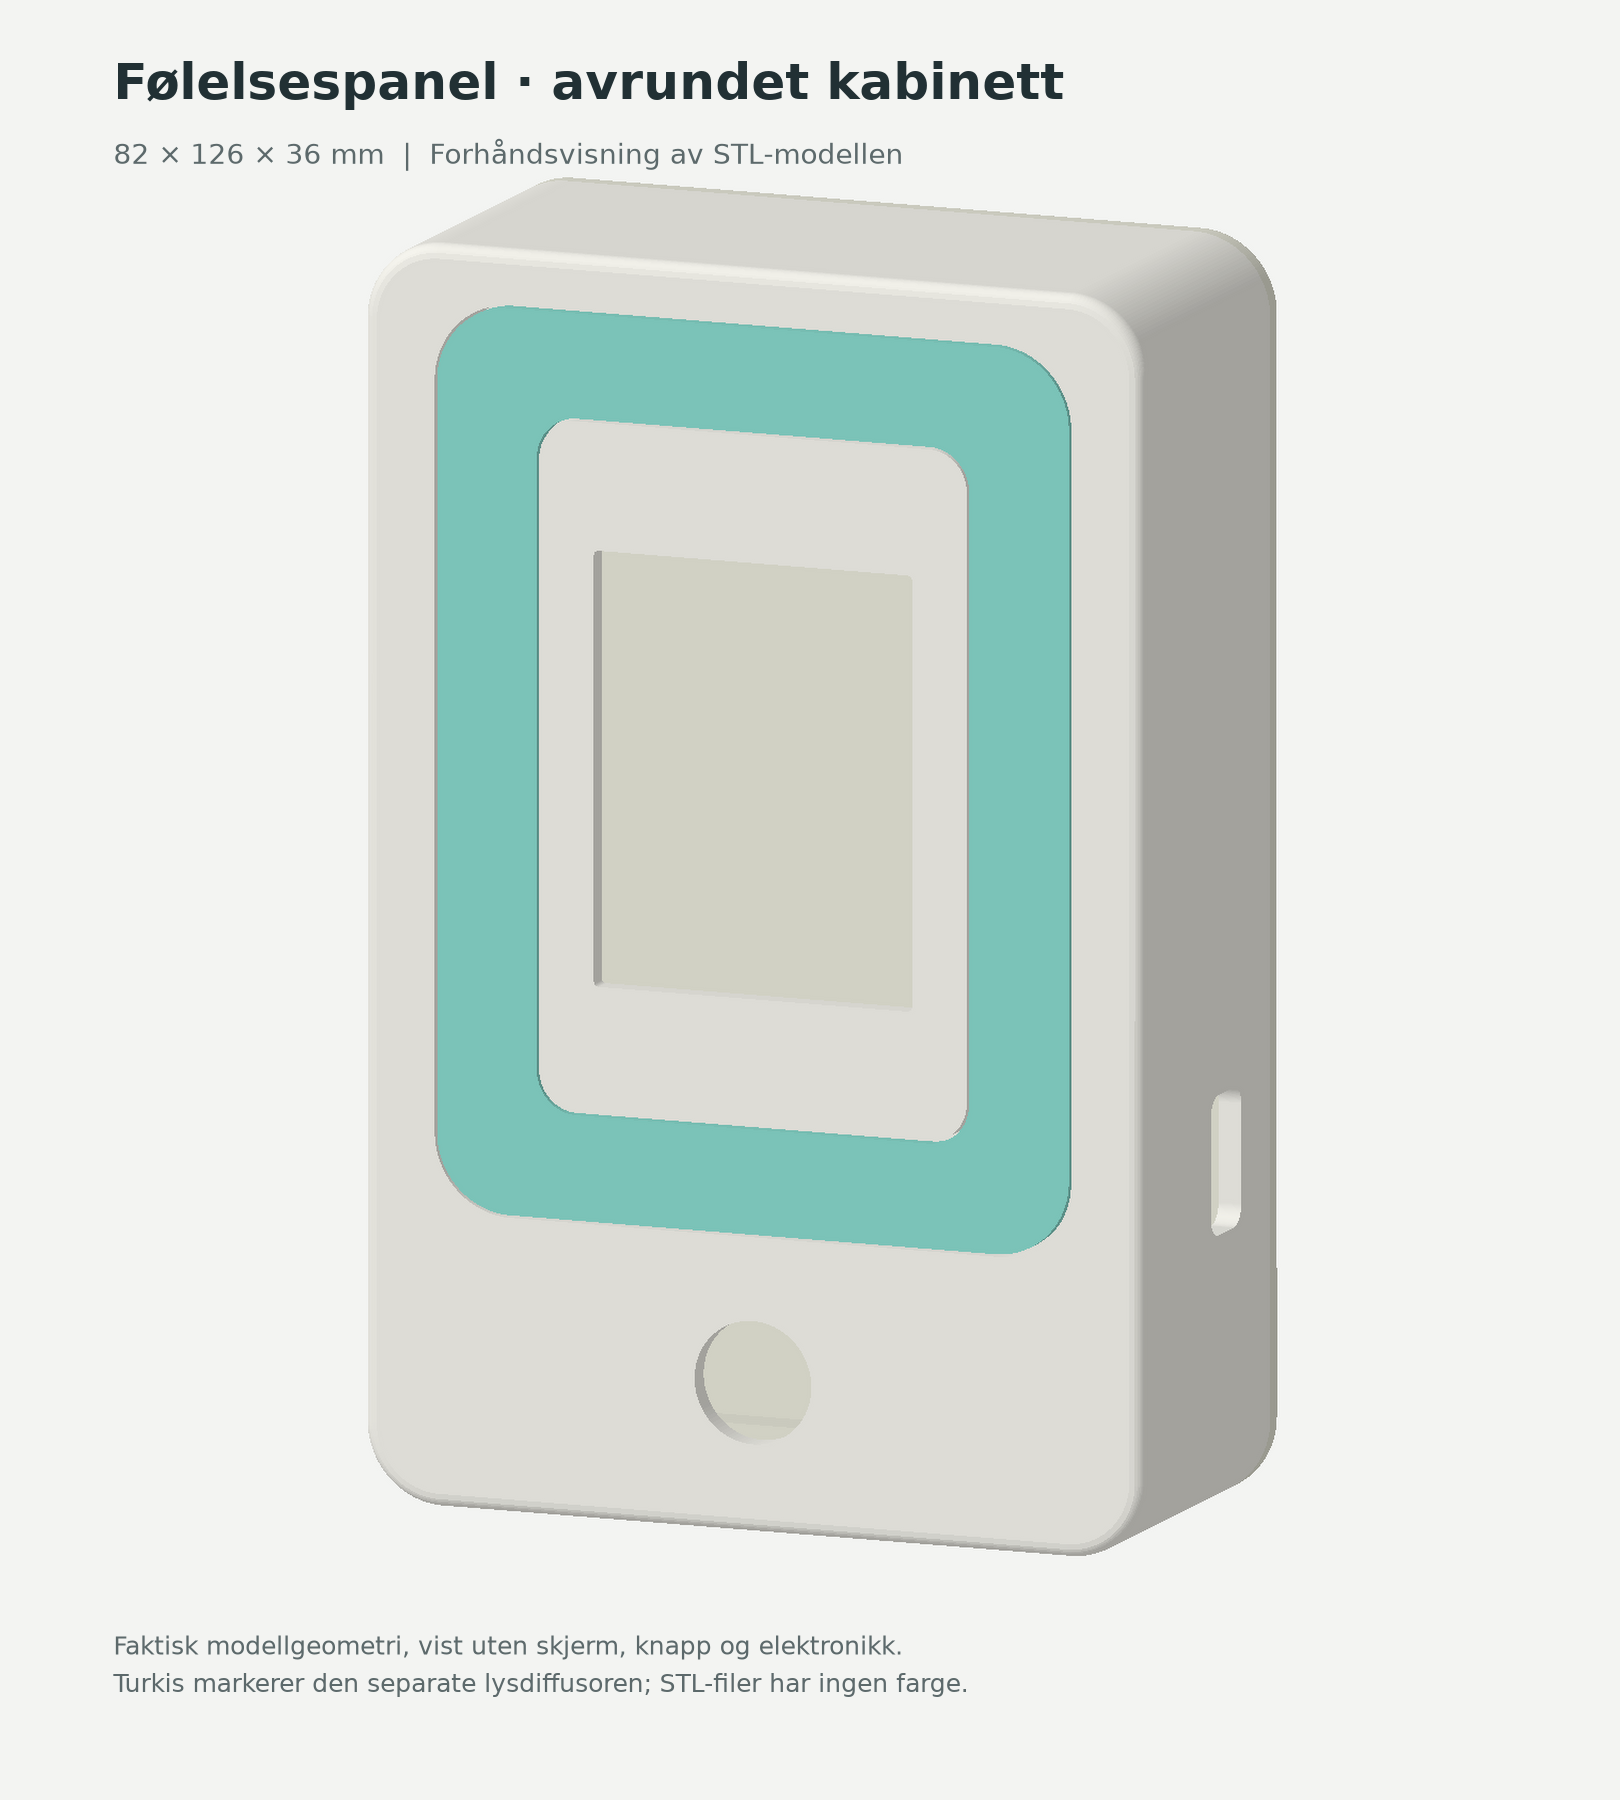 Følelsespanel · avrundet kabinett
82 × 126 × 36 mm | Forhåndsvisning av STL-modellen
Faktisk modellgeometri, vist uten skjerm, knapp og elektronikk.
Turkis markerer den separate lysdiffusoren; STL-filer har ingen farge.